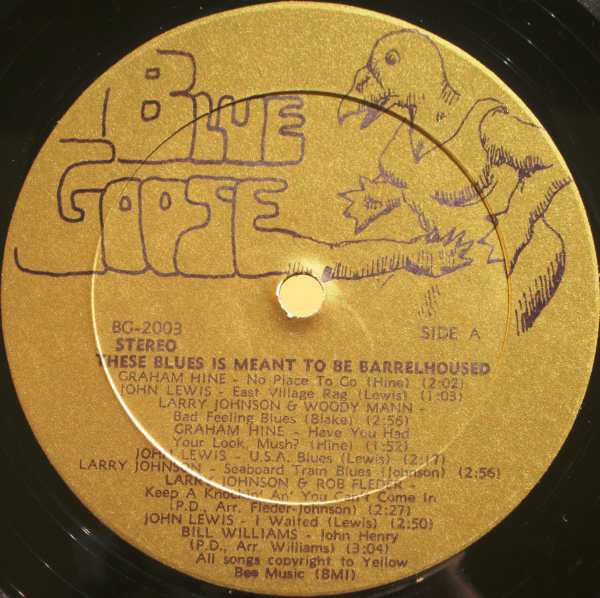 BLUE
GOOSE
BG-2003
SIDE A
STEREO
THESE BLUES IS MEANT TO BE BARRELHOUSED
GRAHAM HINE - No Place To Go (Hine) (2:02)
JOHN LEWIS - East Village Rag (Lewis) (1:03)
LARRY JOHNSON & WOODY MANN -
Bad Feeling Blues (Blake) (2:56)
GRAHAM HINE - Have You Had
Your Look, Mush? (Hine) (1:52)
JOHN LEWIS - U.S.A. Blues (Lewis) (2:17)
LARRY JOHNSON - Seaboard Train Blues (Johnson) (2:56)
LARRY JOHNSON & ROB FLEDER -
Keep A Knockin' An' You Can't Come In
(P.D., Arr. Fleder-Johnson) (2:27)
JOHN LEWIS - I Waited (Lewis) (2:50)
BILL WILLIAMS - John Henry
(P.D., Arr. Williams) (3:04)
All songs copyright to Yellow
Bee Music (BMI)